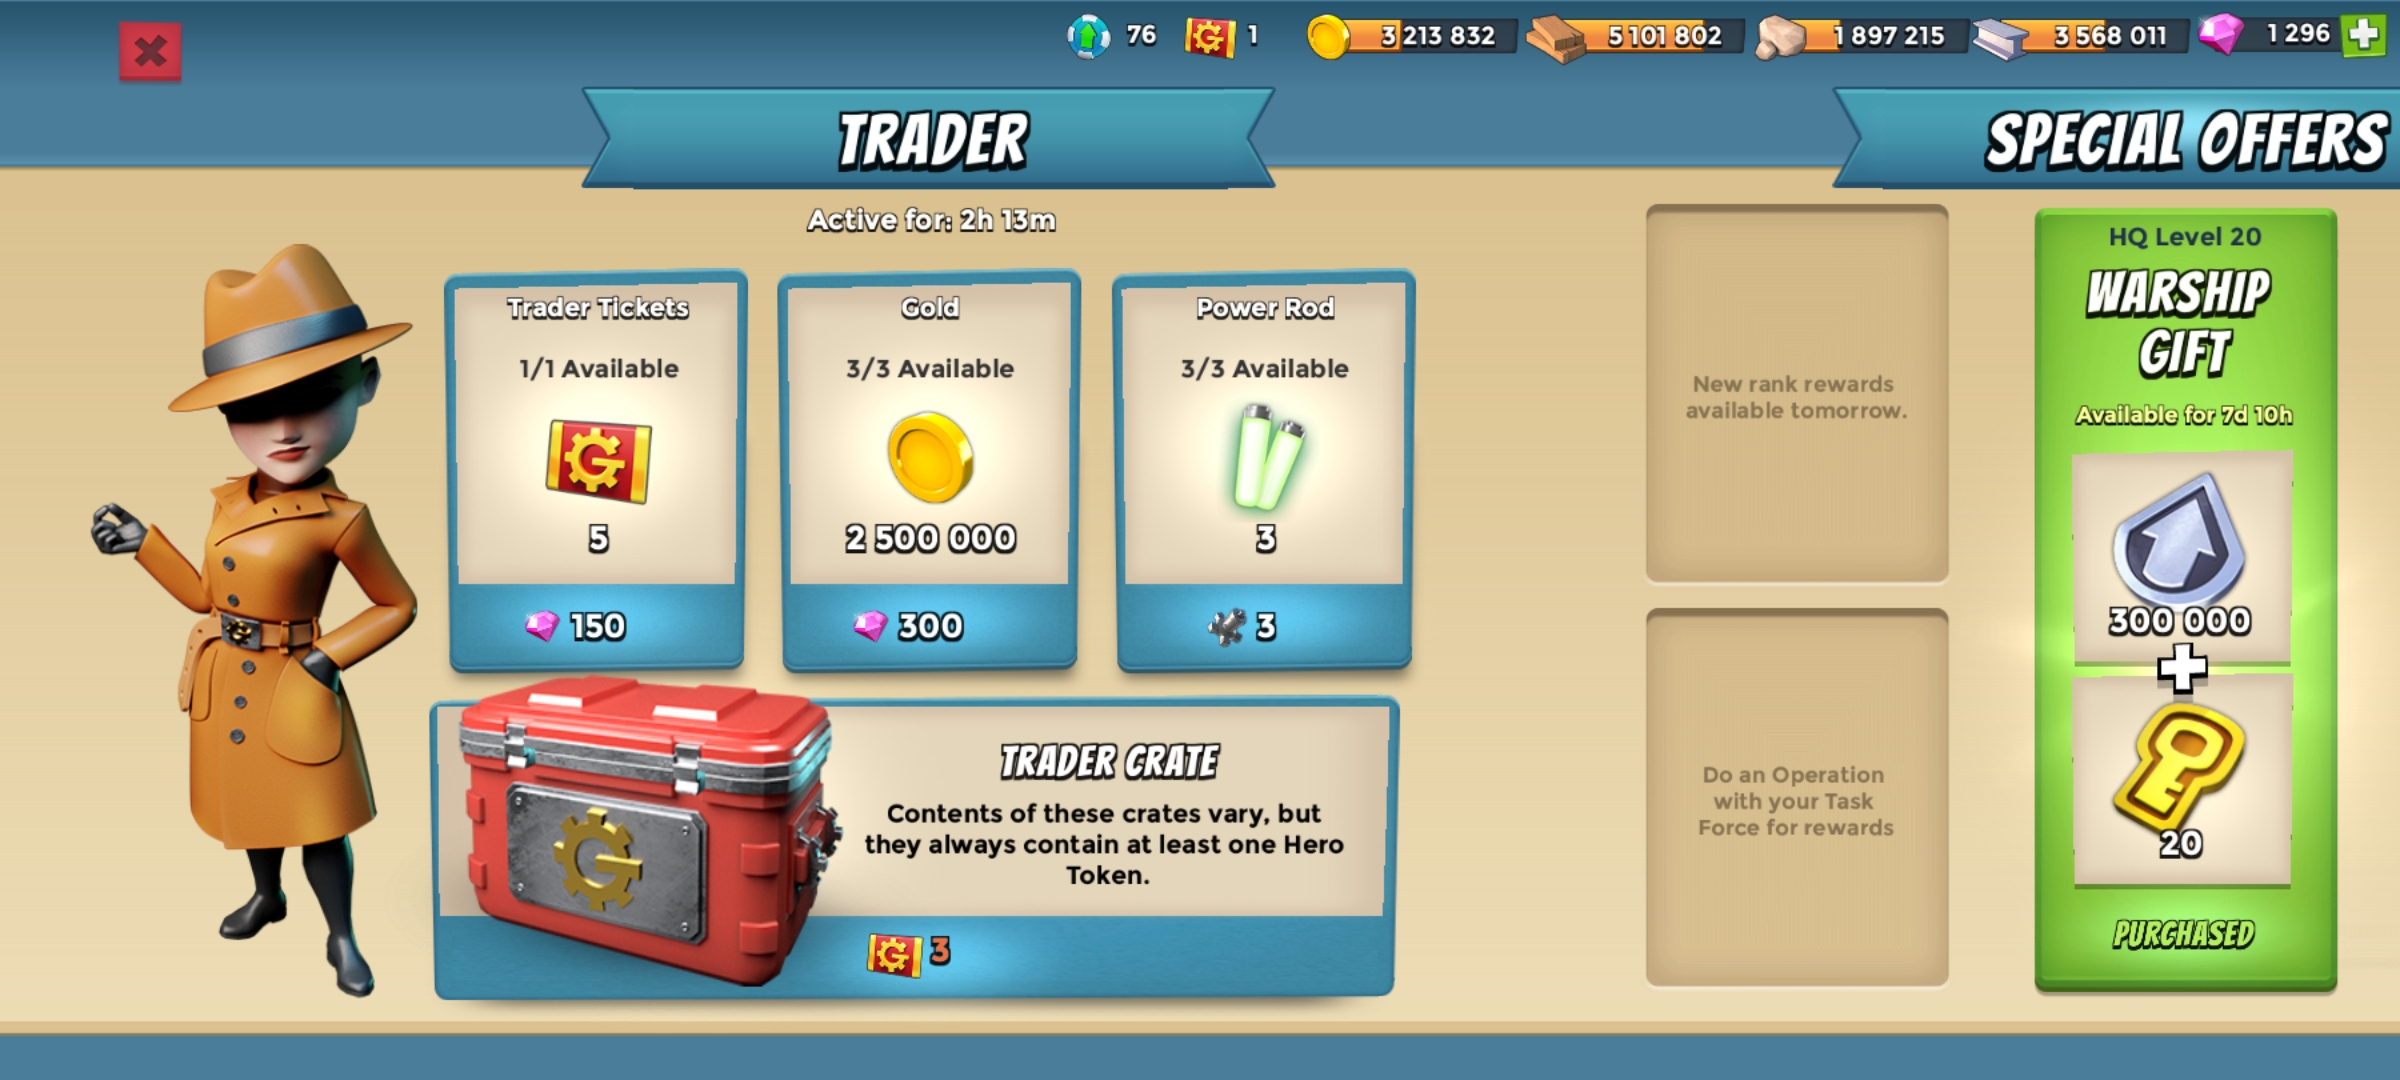 76
1
3 213 832
5 101 802
1 897 215
3 568 011
1 296
TRADER
SPECIAL OFFERS
Active for: 2h 13m
Trader Tickets
1/1 Available
G
5
150
Gold
3/3 Available
2 500 000
300
Power Rod
3/3 Available
3
3
TRADER CRATE
Contents of these crates vary, but
they always contain at least one Hero
Token.
G
3
New rank rewards
available tomorrow.
Do an Operation
with your Task
Force for rewards
HQ Level 20
WARSHIP
GIFT
Available for 7d 10h
300 000
20
PURCHASED